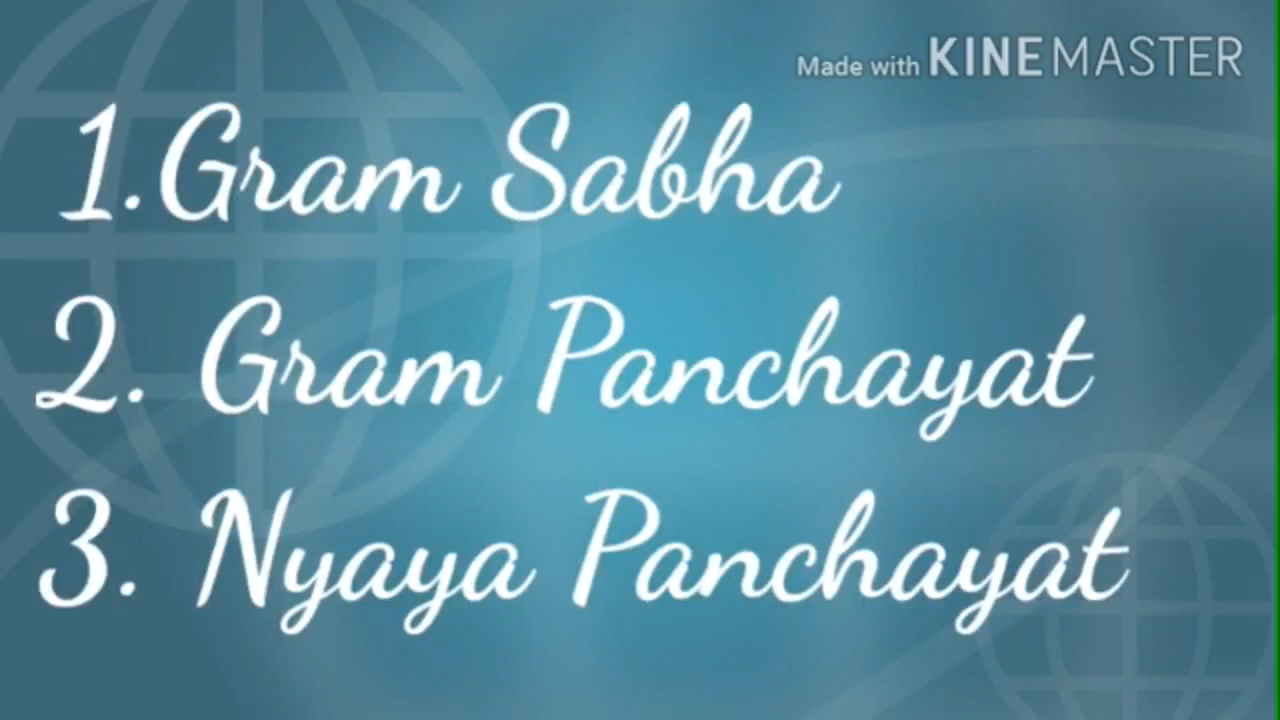 Made with KINEMASTER
1.Gram Sabha
2. Gram Panchayat
3. Nyaya Panchayat